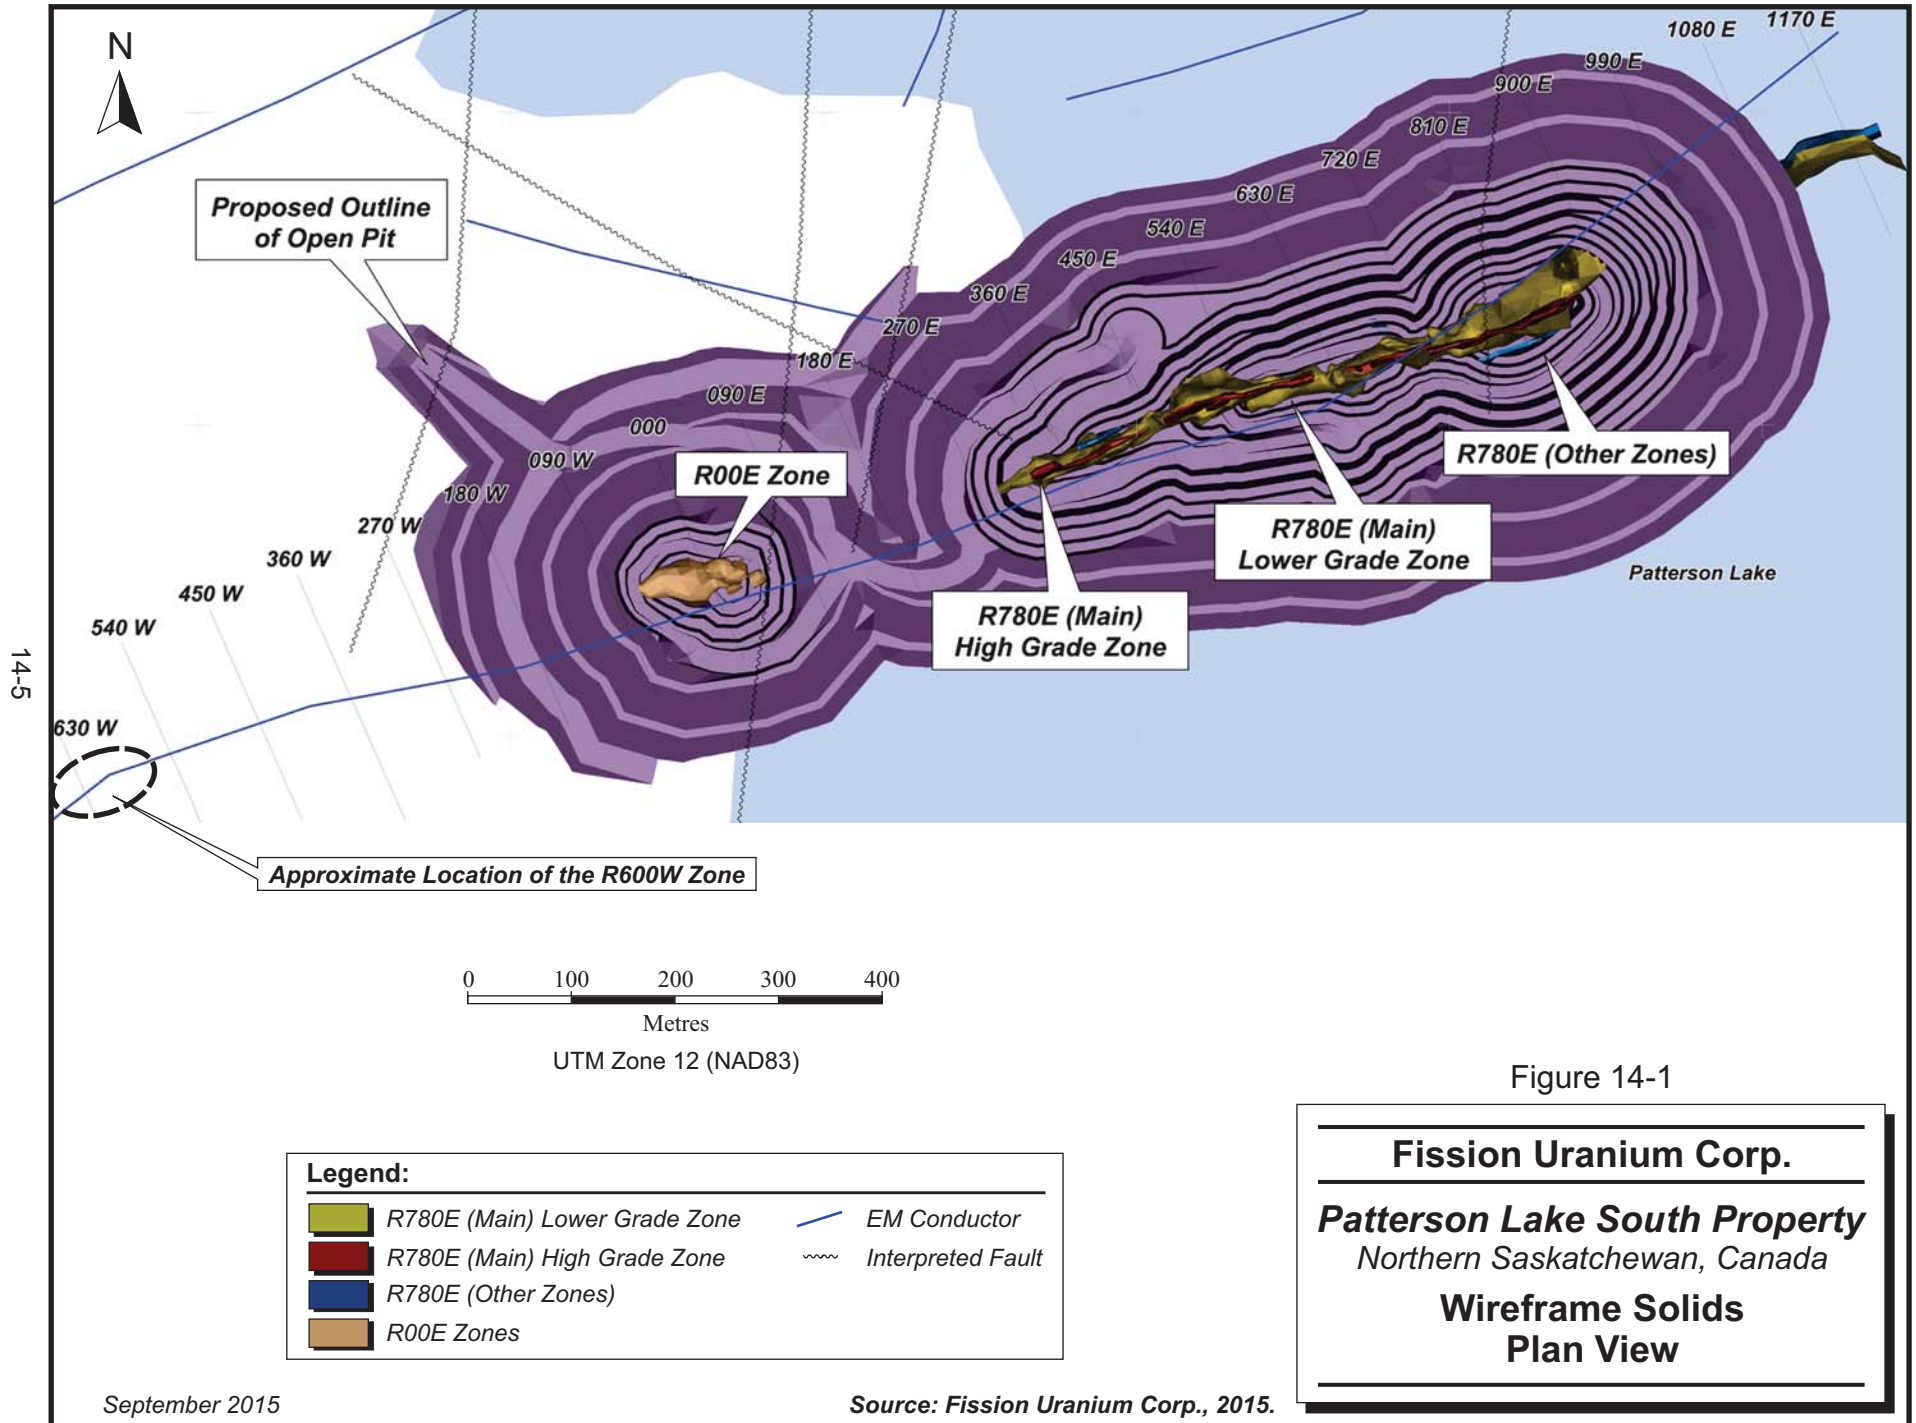 N
1080 E
1170 E
990 E
900 E
810 E
720 E
630 E
540 E
450 E
360 E
270 E
180 E
090 E
000
090 W
180 W
270 W
360 W
450 W
540 W
630 W
Proposed Outline
of Open Pit
R00E Zone
R780E (Other Zones)
R780E (Main)
Lower Grade Zone
R780E (Main)
High Grade Zone
Patterson Lake
Approximate Location of the R600W Zone
14-5
0 100 200 300 400
Metres
UTM Zone 12 (NAD83)
Figure 14-1
Fission Uranium Corp.
Patterson Lake South Property
Northern Saskatchewan, Canada
Wireframe Solids
Plan View
Legend:
R780E (Main) Lower Grade Zone
R780E (Main) High Grade Zone
R780E (Other Zones)
R00E Zones
EM Conductor
Interpreted Fault
September 2015
Source: Fission Uranium Corp., 2015.